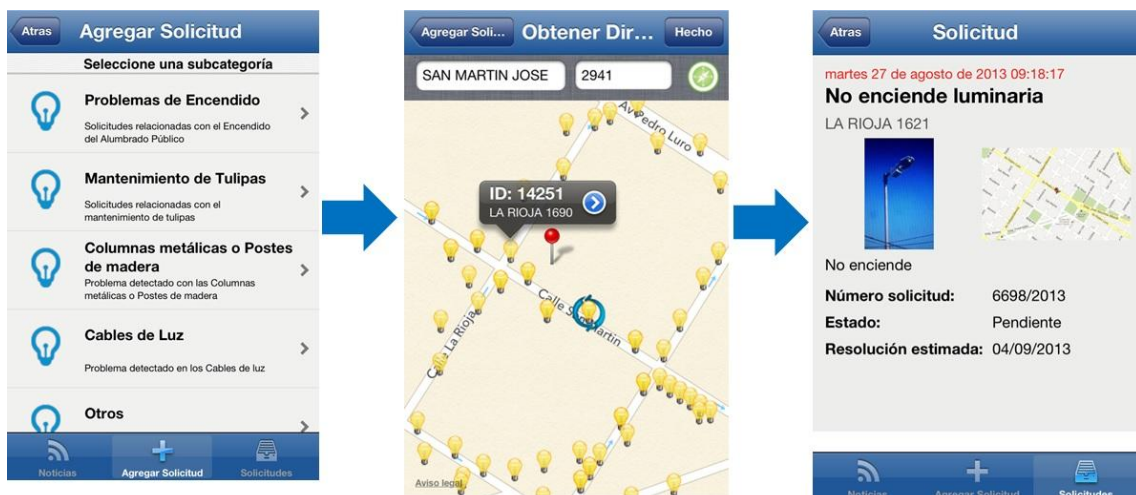 Atras
Agregar Solicitud
Seleccione una subcategoría
Problemas de Encendido
Solicitudes relacionadas con el Encendido
del Alumbrado Público
Mantenimiento de Tulipas
Solicitudes relacionadas con el
mantenimiento de tulipas
Columnas metálicas o Postes
de madera
Problema detectado con las Columnas
metálicas o Postes de madera
Cables de Luz
Problema detectado en los Cables de luz
Otros
Noticias
Agregar Solicitud
Solicitudes
Agregar Soli...
Obtener Dir...
Hecho
SAN MARTIN JOSE
2941
Av Pedro Luro
ID: 14251
LA RIOJA 1690
Calle San Martin
Calle La Rioja
Aviso legal
Atras
Solicitud
martes 27 de agosto de 2013 09:18:17
No enciende luminaria
LA RIOJA 1621
No enciende
Número solicitud: 6698/2013
Estado: Pendiente
Resolución estimada: 04/09/2013
Noticias
Agregar Solicitud
Solicitudes